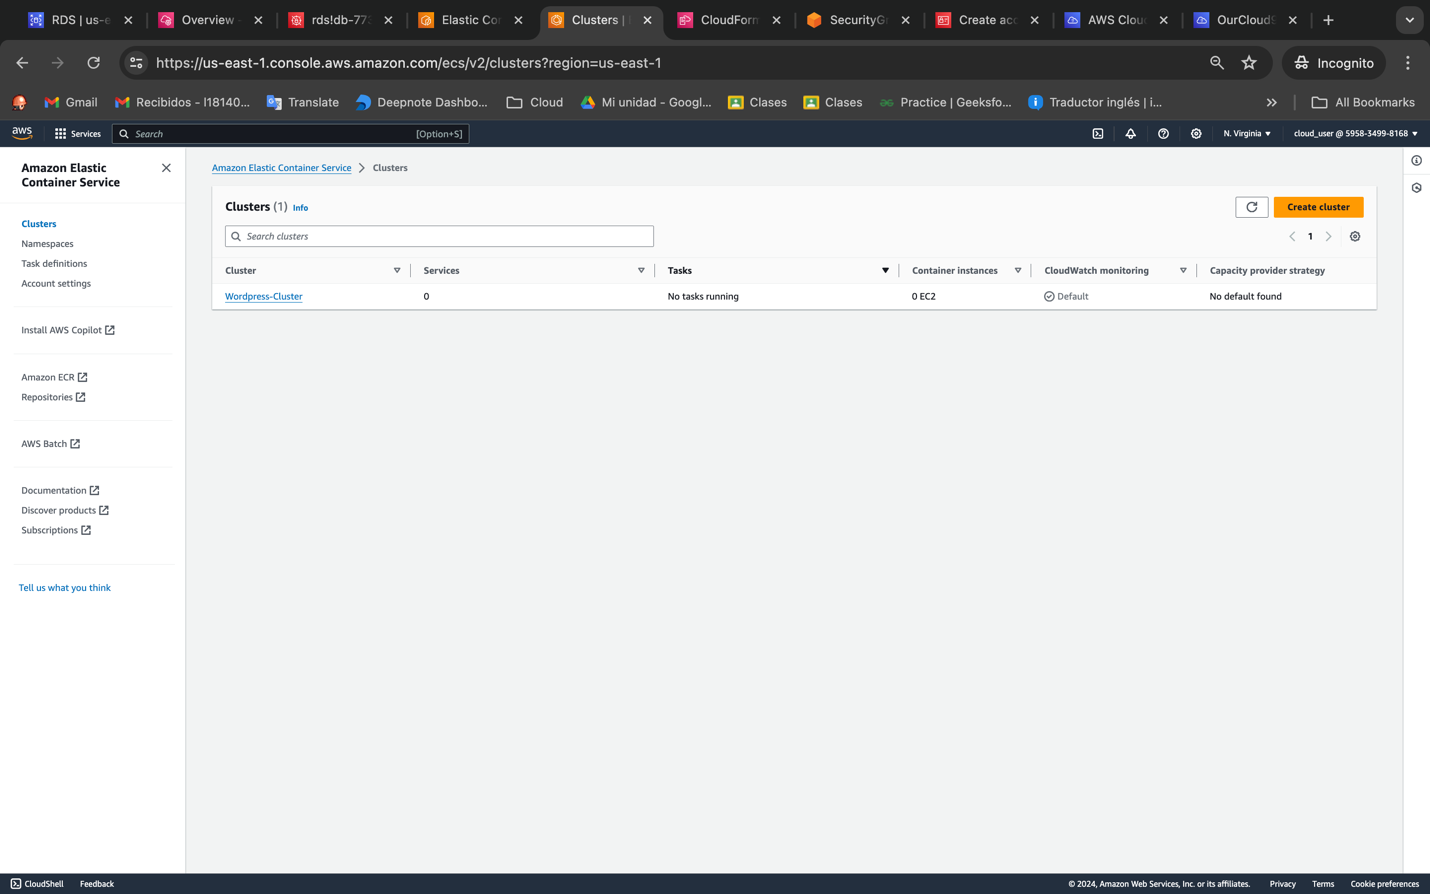 RDS | us-e
Overview
rds!db-773
Elastic Con
Clusters |
CloudForm
SecurityGr
Create acc
AWS Clou
OurCloud9
https://us-east-1.console.aws.amazon.com/ecs/v2/clusters?region=us-east-1
Incognito
Gmail
Recibidos - l18140...
Translate
Deepnote Dashbo...
Cloud
Mi unidad - Googl...
Clases
Clases
Practice | Geeksfo...
Traductor inglés | i...
All Bookmarks
aws
Services
Search
[Option+S]
N. Virginia
cloud_user @ 5958-3499-8168
Amazon Elastic
Container Service
Clusters
Namespaces
Task definitions
Account settings
Install AWS Copilot
Amazon ECR
Repositories
AWS Batch
Documentation
Discover products
Subscriptions
Tell us what you think
Amazon Elastic Container Service > Clusters
Clusters (1) Info
Create cluster
Search clusters
1
Cluster Services Tasks Container instances CloudWatch monitoring Capacity provider strategy
Wordpress-Cluster 0 No tasks running 0 EC2 Default No default found
CloudShell Feedback
© 2024, Amazon Web Services, Inc. or its affiliates. Privacy Terms Cookie preferences